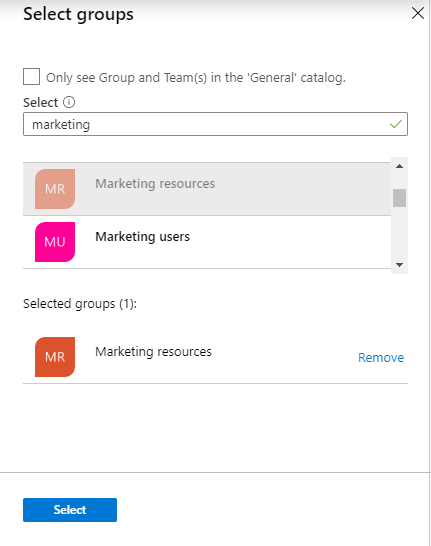 Select groups
Only see Group and Team(s) in the 'General' catalog.
Select
marketing
MR Marketing resources
MU Marketing users
Selected groups (1):
MR Marketing resources
Remove
Select